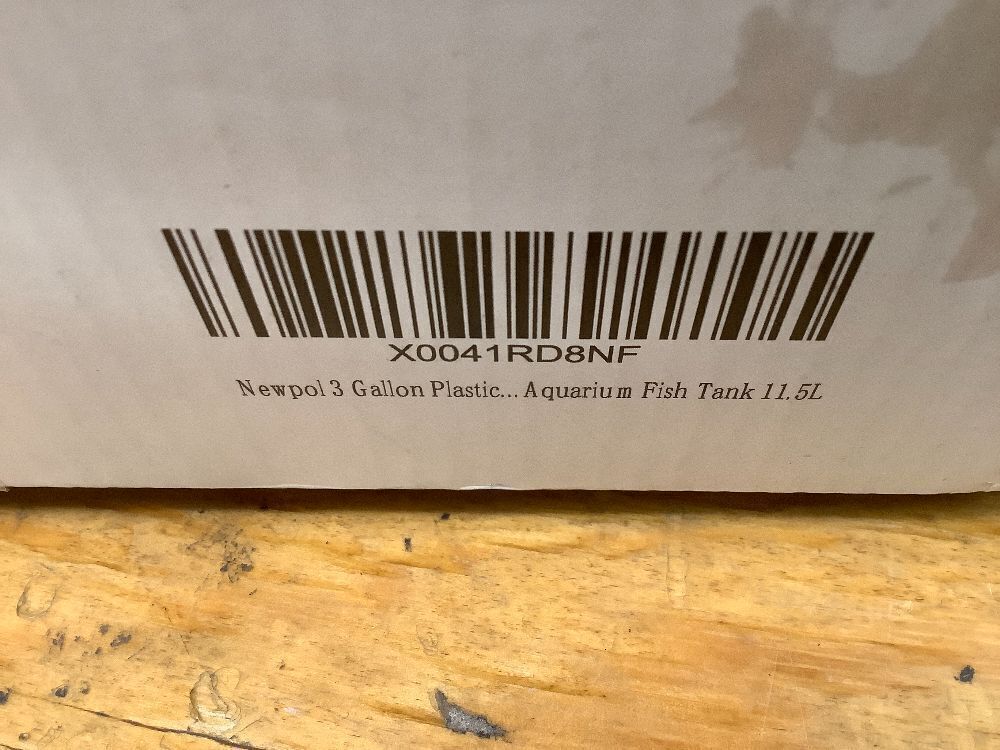 X0041RD8NF
Newpol 3 Gallon Plastic... Aquarium Fish Tank 11.5L